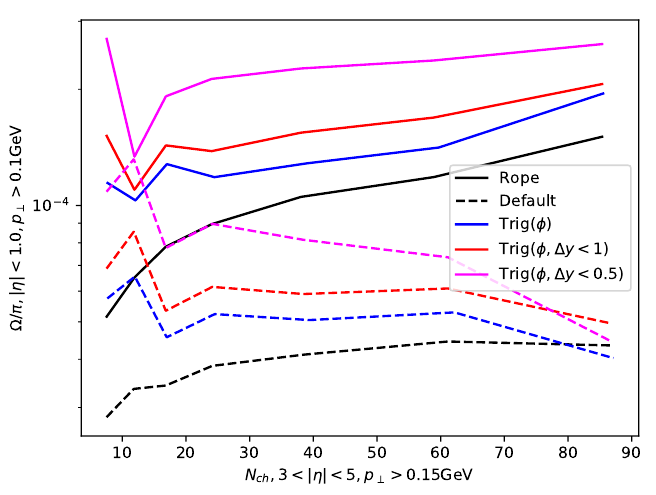 Ω/π, |η| < 1.0, p⊥ > 0.1GeV
10⁻⁴
Rope
Default
Trig(ϕ)
Trig(ϕ, Δy < 1)
Trig(ϕ, Δy < 0.5)
10 20 30 40 50 60 70 80 90
N_ch, 3 < |η| < 5, p⊥ > 0.15GeV